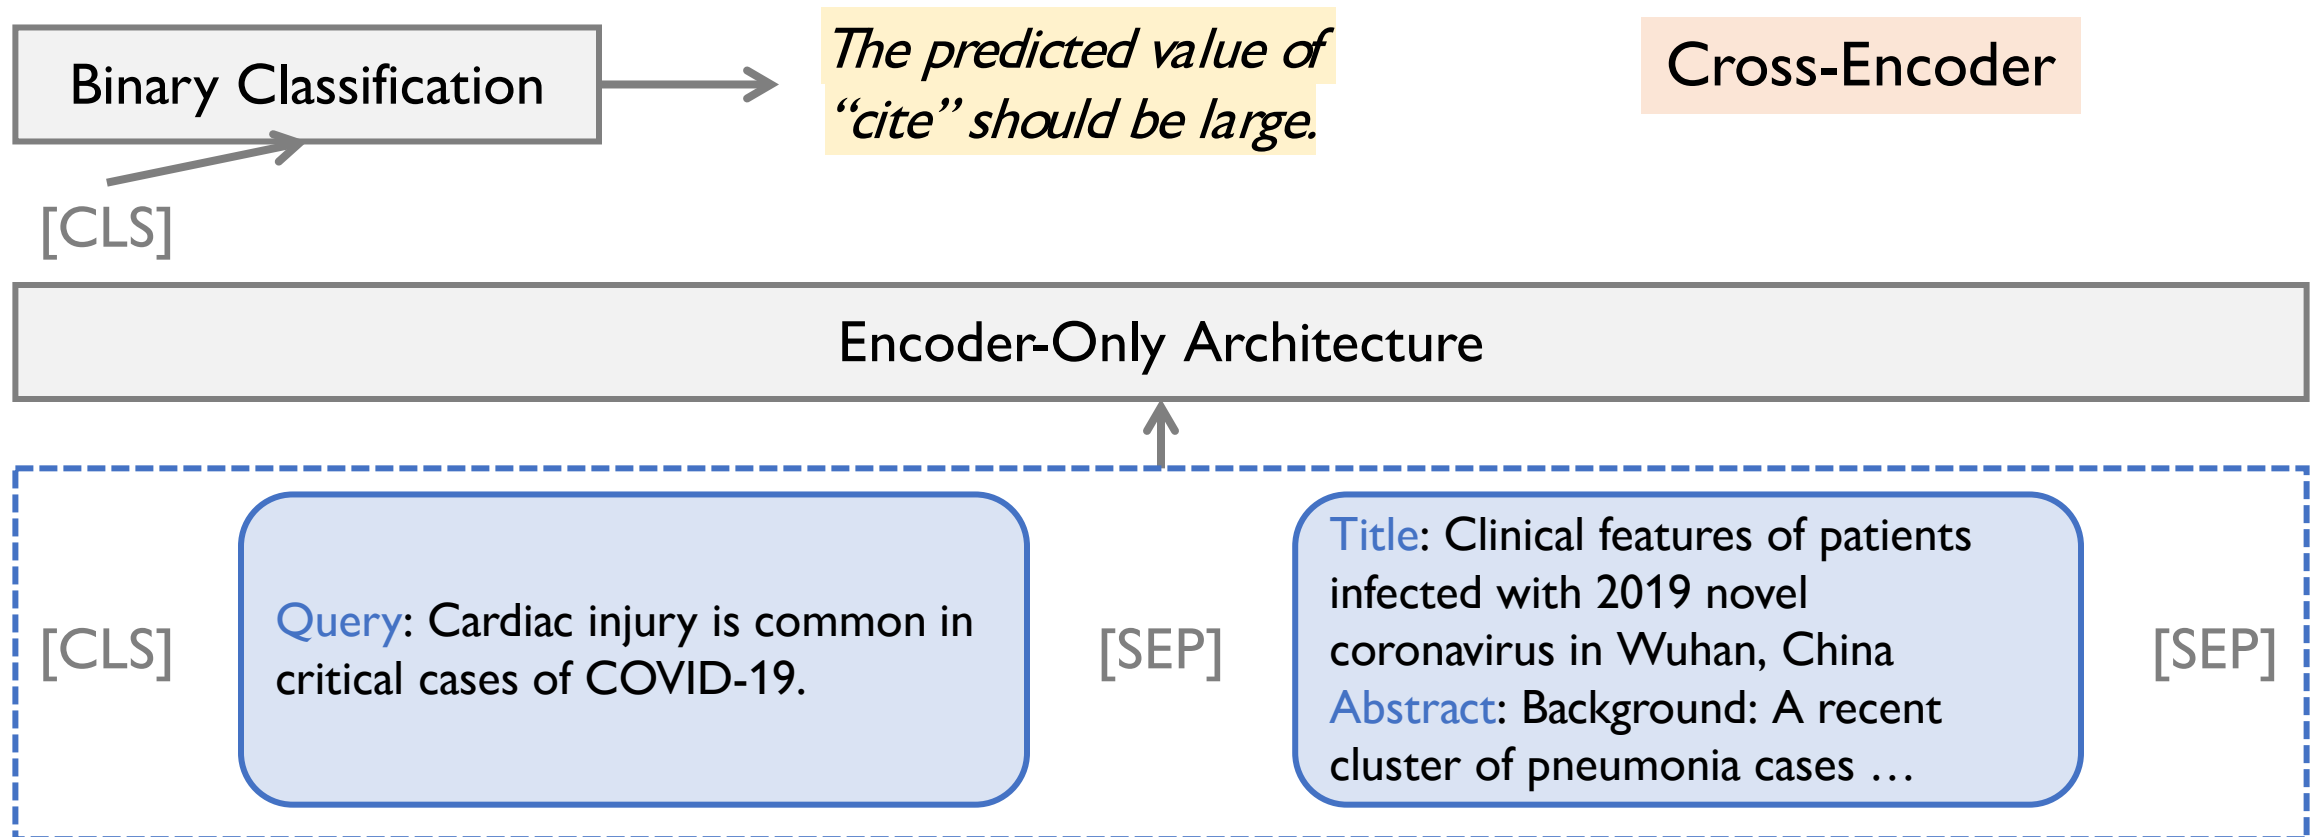 Binary Classification
The predicted value of
“cite” should be large.
Cross-Encoder
[CLS]
Encoder-Only Architecture
[CLS]
Query: Cardiac injury is common in
critical cases of COVID-19.
[SEP]
Title: Clinical features of patients
infected with 2019 novel
coronavirus in Wuhan, China
Abstract: Background: A recent
cluster of pneumonia cases …
[SEP]